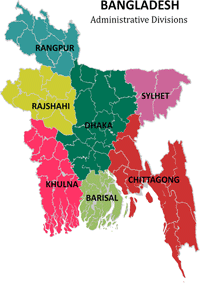 BANGLADESH
Administrative Divisions
RANGPUR
SYLHET
RAJSHAHI
DHAKA
KHULNA
CHITTAGONG
BARISAL